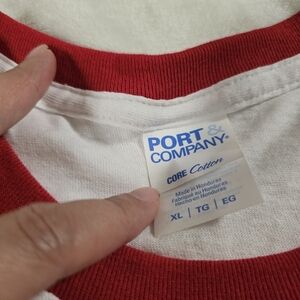 PORT &
COMPANY®
CORE Cotton
Made in Honduras
Fabriqué au Honduras
Hecho en Honduras
XL | TG | EG